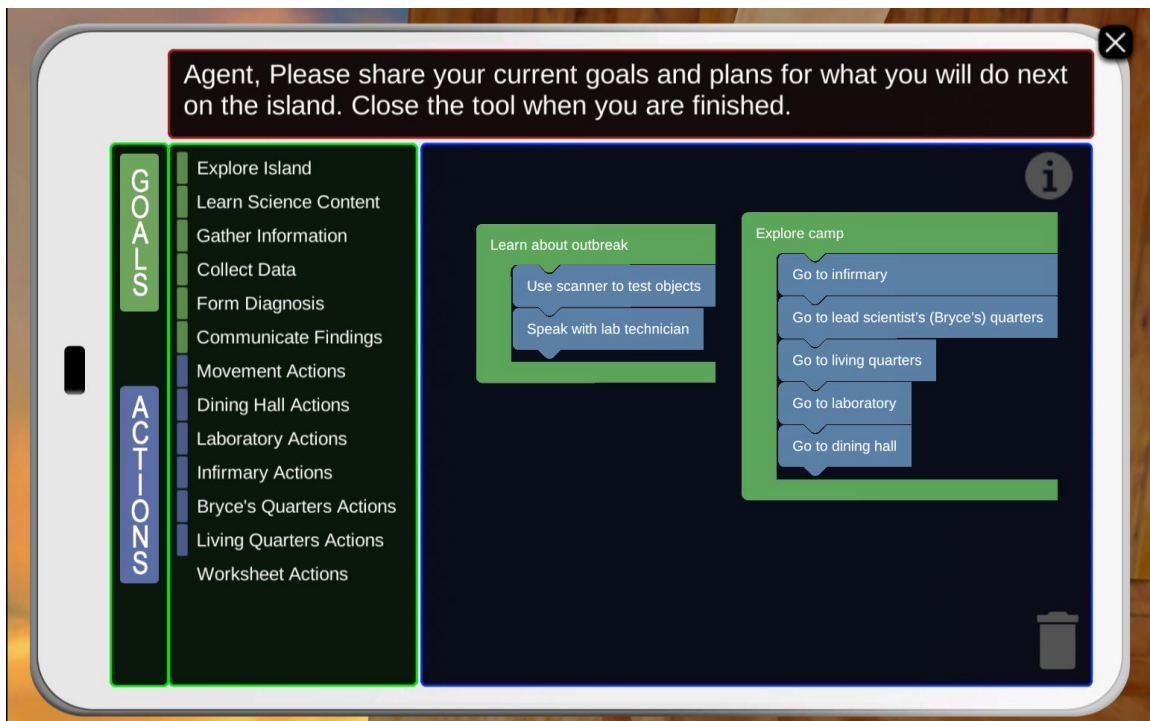 Agent, Please share your current goals and plans for what you will do next
on the island. Close the tool when you are finished.
GOALS
Explore Island
Learn Science Content
Gather Information
Collect Data
Form Diagnosis
Communicate Findings
ACTIONS
Movement Actions
Dining Hall Actions
Laboratory Actions
Infirmary Actions
Bryce's Quarters Actions
Living Quarters Actions
Worksheet Actions
Learn about outbreak
Use scanner to test objects
Speak with lab technician
Explore camp
Go to infirmary
Go to lead scientist's (Bryce's) quarters
Go to living quarters
Go to laboratory
Go to dining hall